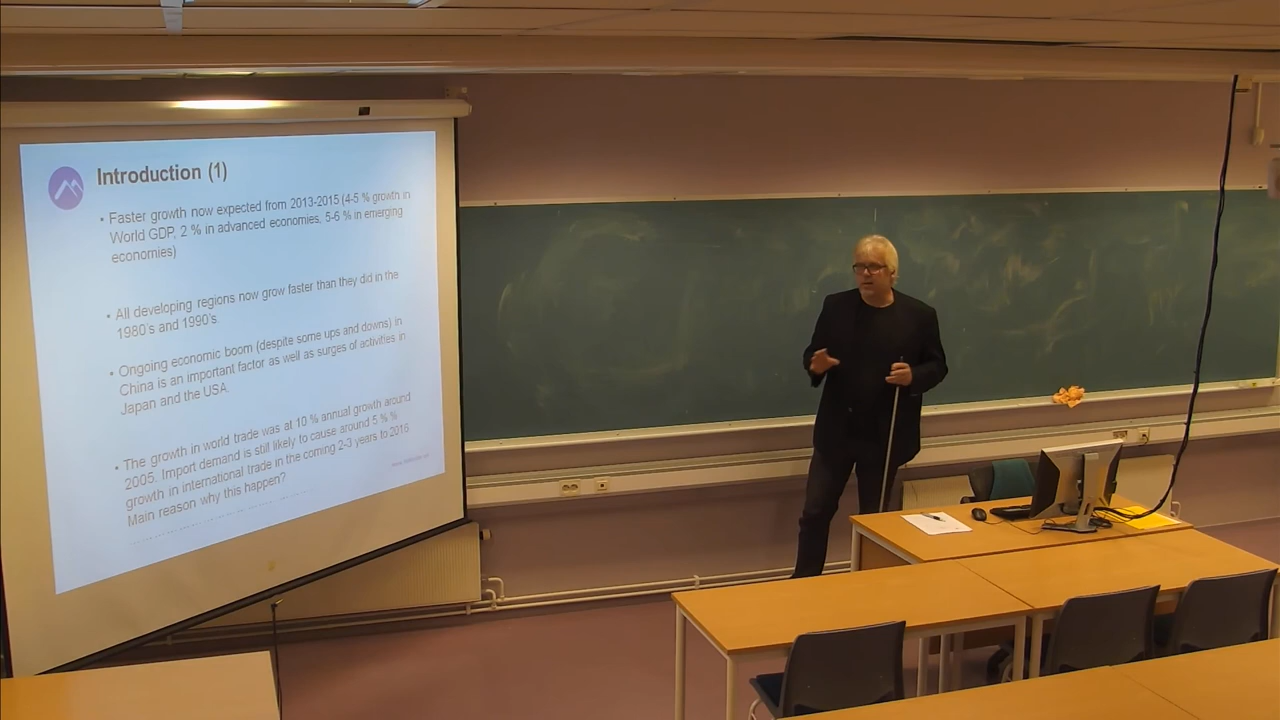 Introduction (1)
• Faster growth now expected from 2013-2015 (4-5 % growth in
World GDP, 2 % in advanced economies, 5-6 % in emerging
economies)
• All developing regions now grow faster than they did in the
1980's and 1990's.
• Ongoing economic boom (despite some ups and downs) in
China is an important factor as well as surges of activities in
Japan and the USA.
• The growth in world trade was at 10 % annual growth around
2005. Import demand is still likely to cause around 5 % %
growth in international trade in the coming 2-3 years to 2016.
Main reason why this happen?